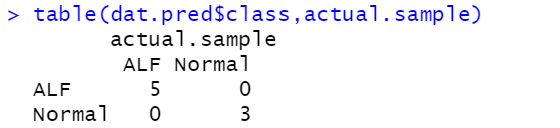 > table(dat.pred$class,actual.sample)
        actual.sample
         ALF Normal
  ALF      5      0
  Normal   0      3